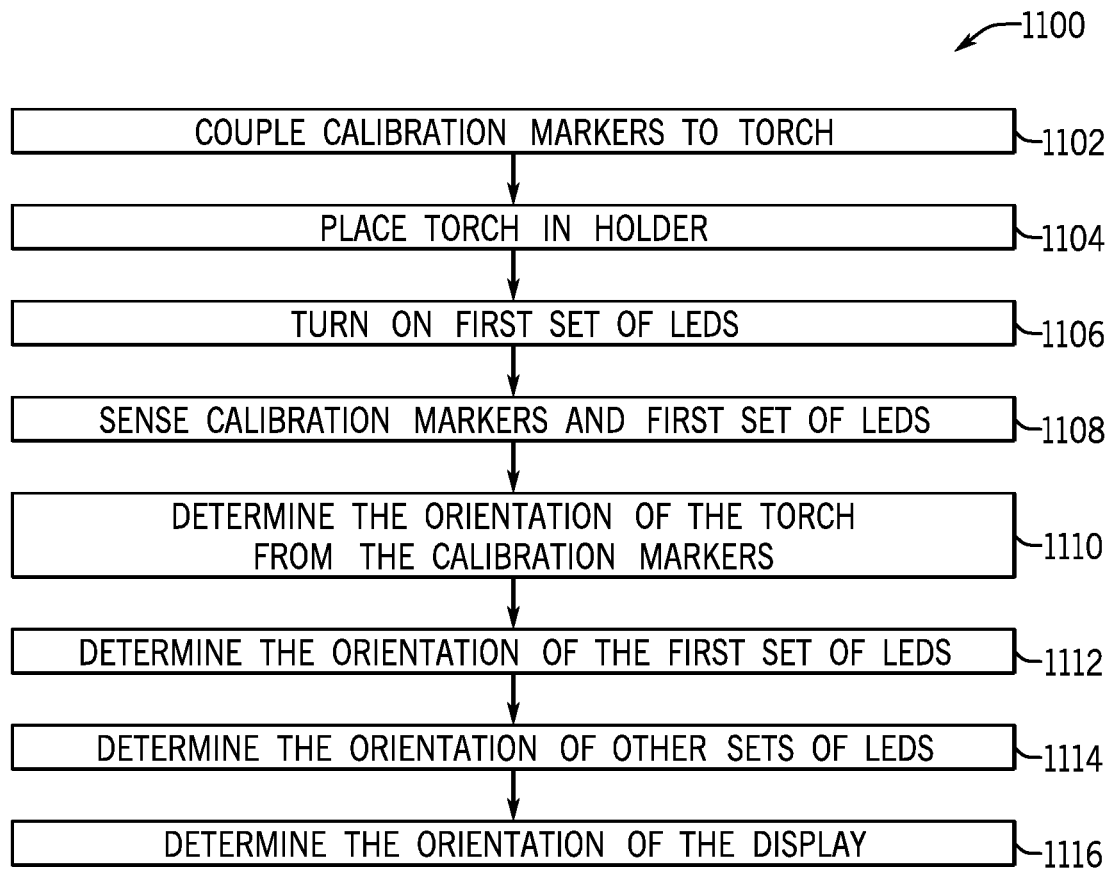 1100
COUPLE CALIBRATION MARKERS TO TORCH
1102
PLACE TORCH IN HOLDER
1104
TURN ON FIRST SET OF LEDS
1106
SENSE CALIBRATION MARKERS AND FIRST SET OF LEDS
1108
DETERMINE THE ORIENTATION OF THE TORCH
FROM THE CALIBRATION MARKERS
1110
DETERMINE THE ORIENTATION OF THE FIRST SET OF LEDS
1112
DETERMINE THE ORIENTATION OF OTHER SETS OF LEDS
1114
DETERMINE THE ORIENTATION OF THE DISPLAY
1116